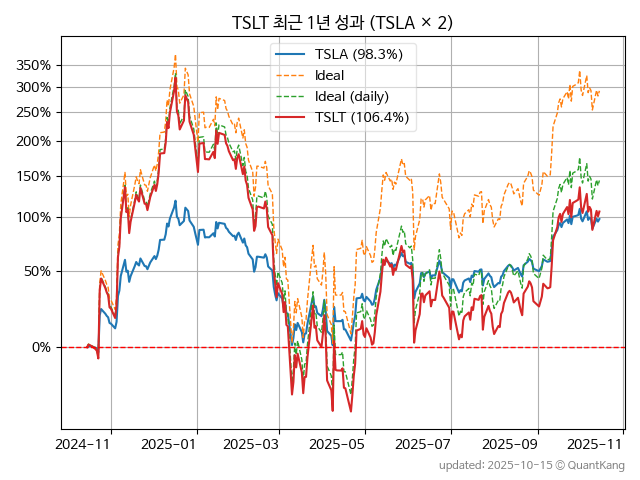 TSLT 최근 1년 성과 (TSLA × 2)
TSLA (98.3%)
Ideal
Ideal (daily)
TSLT (106.4%)
350%
300%
250%
200%
150%
100%
50%
0%
2024-11 2025-01 2025-03 2025-05 2025-07 2025-09 2025-11
updated: 2025-10-15 © QuantKang